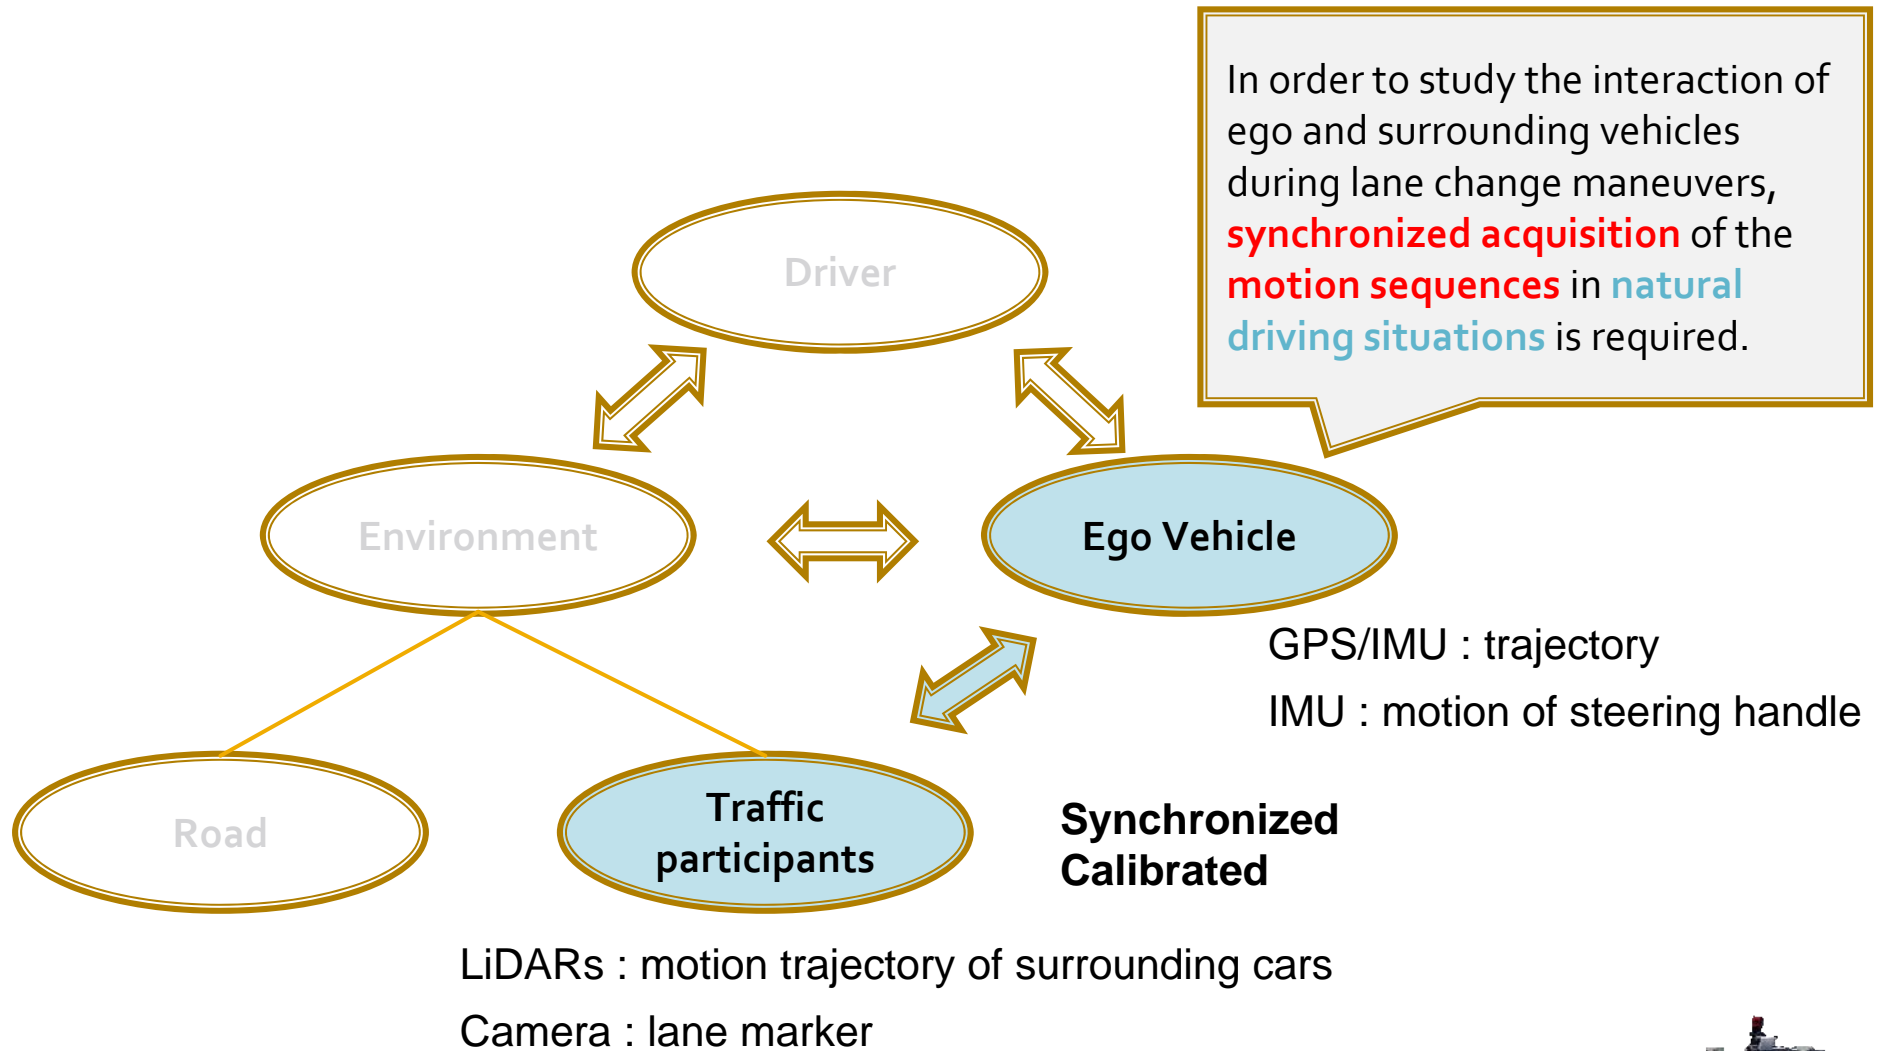 In order to study the interaction of
ego and surrounding vehicles
during lane change maneuvers,
synchronized acquisition of the
motion sequences in natural
driving situations is required.
Driver
Environment
Ego Vehicle
GPS/IMU : trajectory
IMU : motion of steering handle
Road
Traffic
participants
Synchronized
Calibrated
LiDARs : motion trajectory of surrounding cars
Camera : lane marker